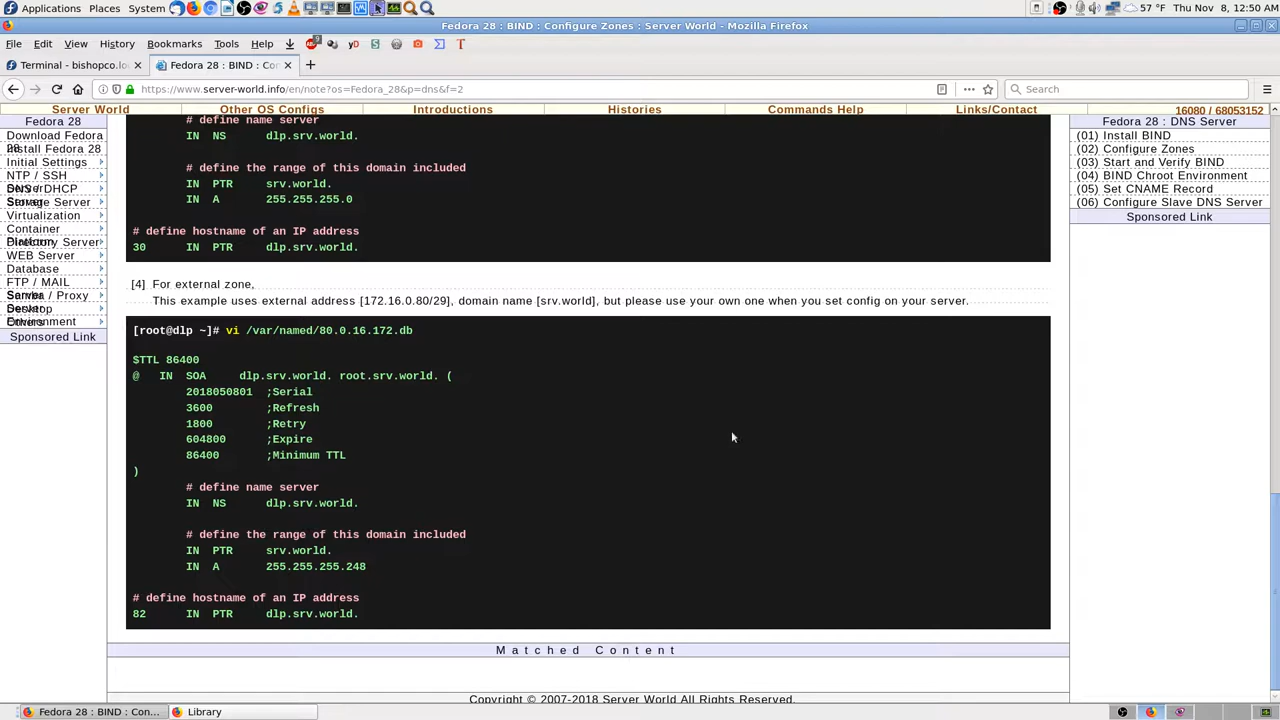 Applications Places System 57 °F Thu Nov 8, 12:50 AM
Fedora 28 : BIND : Configure Zones : Server World - Mozilla Firefox
File Edit View History Bookmarks Tools Help
Terminal - bishopco.lo Fedora 28 : BIND : Co
https://www.server-world.info/en/note?os=Fedora_28&p=dns&f=2 Search
Server World Other OS Configs Introductions Histories Commands Help Links/Contact 16080 / 68053152
Fedora 28
Download Fedora
28
Install Fedora 28
Initial Settings
NTP / SSH
Server
DNS / DHCP
Storage Server
Virtualization
Container
Platform
Directory Server
WEB Server
Database
FTP / MAIL
Server
Samba / Proxy
Desktop
Environment
Others
Sponsored Link
# define name server
IN NS dlp.srv.world.
# define the range of this domain included
IN PTR srv.world.
IN A 255.255.255.0
# define hostname of an IP address
30 IN PTR dlp.srv.world.
[4] For external zone,
This example uses external address [172.16.0.80/29], domain name [srv.world], but please use your own one when you set config on your server.
[root@dlp ~]# vi /var/named/80.0.16.172.db
$TTL 86400
@ IN SOA dlp.srv.world. root.srv.world. (
2018050801 ;Serial
3600 ;Refresh
1800 ;Retry
604800 ;Expire
86400 ;Minimum TTL
)
# define name server
IN NS dlp.srv.world.
# define the range of this domain included
IN PTR srv.world.
IN A 255.255.255.248
# define hostname of an IP address
82 IN PTR dlp.srv.world.
Matched Content
Copyright © 2007-2018 Server World All Rights Reserved.
Fedora 28 : DNS Server
(01) Install BIND
(02) Configure Zones
(03) Start and Verify BIND
(04) BIND Chroot Environment
(05) Set CNAME Record
(06) Configure Slave DNS Server
Sponsored Link
Fedora 28 : BIND : Con... Library